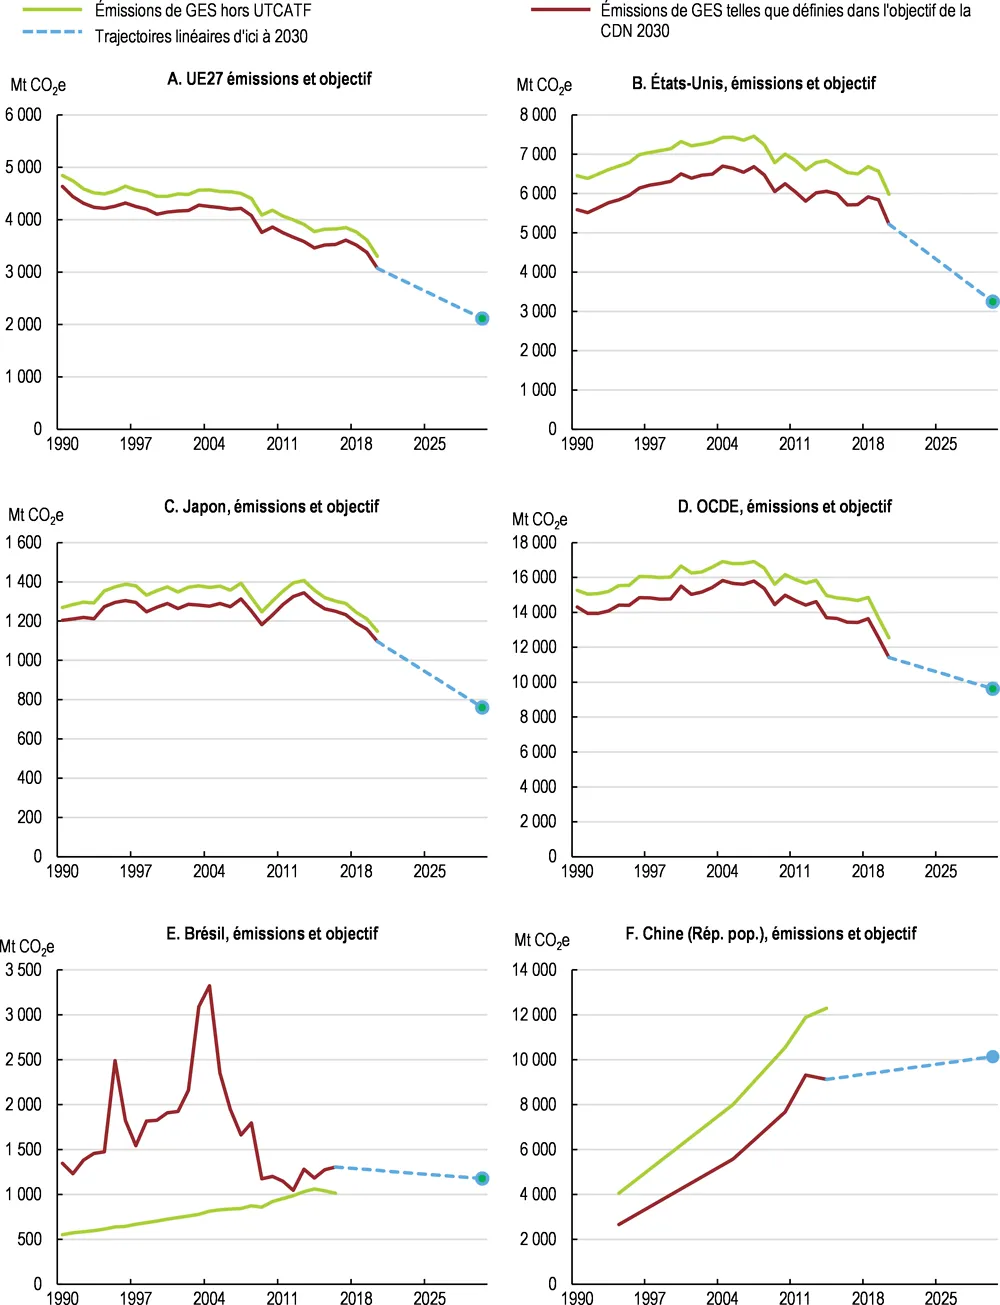 Émissions de GES hors UTCATF
Trajectoires linéaires d'ici à 2030
Émissions de GES telles que définies dans l'objectif de la
CDN 2030
A. UE27 émissions et objectif
Mt CO₂e
6 000
5 000
4 000
3 000
2 000
1 000
0
1990 1997 2004 2011 2018 2025
B. États-Unis, émissions et objectif
Mt CO₂e
8 000
7 000
6 000
5 000
4 000
3 000
2 000
1 000
0
1990 1997 2004 2011 2018 2025
C. Japon, émissions et objectif
Mt CO₂e
1 600
1 400
1 200
1 000
800
600
400
200
0
1990 1997 2004 2011 2018 2025
D. OCDE, émissions et objectif
Mt CO₂e
18 000
16 000
14 000
12 000
10 000
8 000
6 000
4 000
2 000
0
1990 1997 2004 2011 2018 2025
E. Brésil, émissions et objectif
Mt CO₂e
3 500
3 000
2 500
2 000
1 500
1 000
500
0
1990 1997 2004 2011 2018 2025
F. Chine (Rép. pop.), émissions et objectif
Mt CO₂e
14 000
12 000
10 000
8 000
6 000
4 000
2 000
0
1990 1997 2004 2011 2018 2025